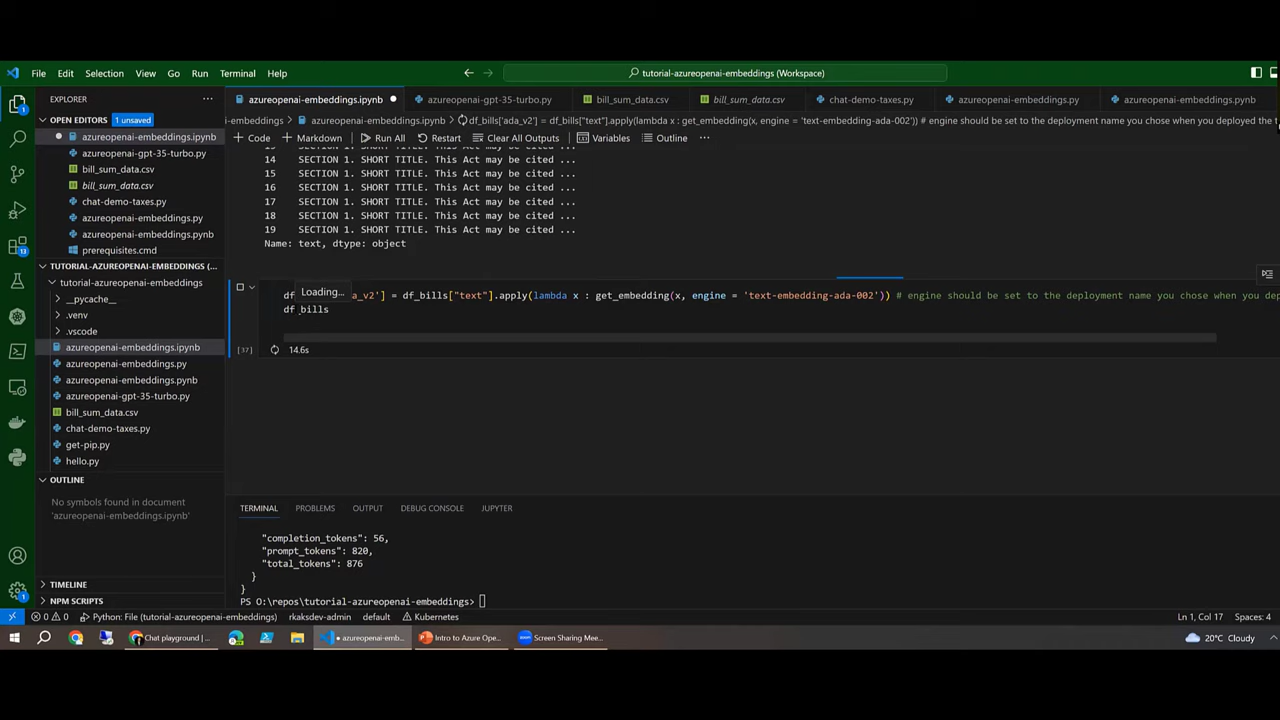 File Edit Selection View Go Run Terminal Help
tutorial-azureopenai-embeddings (Workspace)
EXPLORER
OPEN EDITORS 1 unsaved
azureopenai-embeddings.ipynb
azureopenai-gpt-35-turbo.py
bill_sum_data.csv
bill_sum_data.csv
chat-demo-taxes.py
azureopenai-embeddings.py
azureopenai-embeddings.pynb
prerequisites.cmd
TUTORIAL-AZUREOPENAI-EMBEDDINGS (...
tutorial-azureopenai-embeddings
__pycache__
.venv
.vscode
azureopenai-embeddings.ipynb
azureopenai-embeddings.py
azureopenai-embeddings.pynb
azureopenai-gpt-35-turbo.py
bill_sum_data.csv
chat-demo-taxes.py
get-pip.py
hello.py
OUTLINE
No symbols found in document
'azureopenai-embeddings.ipynb'
TIMELINE
NPM SCRIPTS
azureopenai-embeddings.ipynb azureopenai-gpt-35-turbo.py bill_sum_data.csv bill_sum_data.csv chat-demo-taxes.py azureopenai-embeddings.py azureopenai-embeddings.pynb
-embeddings > azureopenai-embeddings.ipynb > df_bills['ada_v2'] = df_bills["text"].apply(lambda x : get_embedding(x, engine = 'text-embedding-ada-002')) # engine should be set to the deployment name you chose when you deployed the t
+ Code + Markdown Run All Restart Clear All Outputs Variables Outline ...
14 SECTION 1. SHORT TITLE. This Act may be cited ...
15 SECTION 1. SHORT TITLE. This Act may be cited ...
16 SECTION 1. SHORT TITLE. This Act may be cited ...
17 SECTION 1. SHORT TITLE. This Act may be cited ...
18 SECTION 1. SHORT TITLE. This Act may be cited ...
19 SECTION 1. SHORT TITLE. This Act may be cited ...
Name: text, dtype: object
Loading...
df a_v2'] = df_bills["text"].apply(lambda x : get_embedding(x, engine = 'text-embedding-ada-002')) # engine should be set to the deployment name you chose when you dep
df_bills
[37] 14.6s
TERMINAL PROBLEMS OUTPUT DEBUG CONSOLE JUPYTER
"completion_tokens": 56,
"prompt_tokens": 820,
"total_tokens": 876
}
}
PS O:\repos\tutorial-azureopenai-embeddings>
0 0 Python: File (tutorial-azureopenai-embeddings) rkaksdev-admin default Kubernetes Ln 1, Col 17 Spaces: 4
Chat playground | ... azureopenai-emb... Intro to Azure Ope... Screen Sharing Mee... 20°C Cloudy